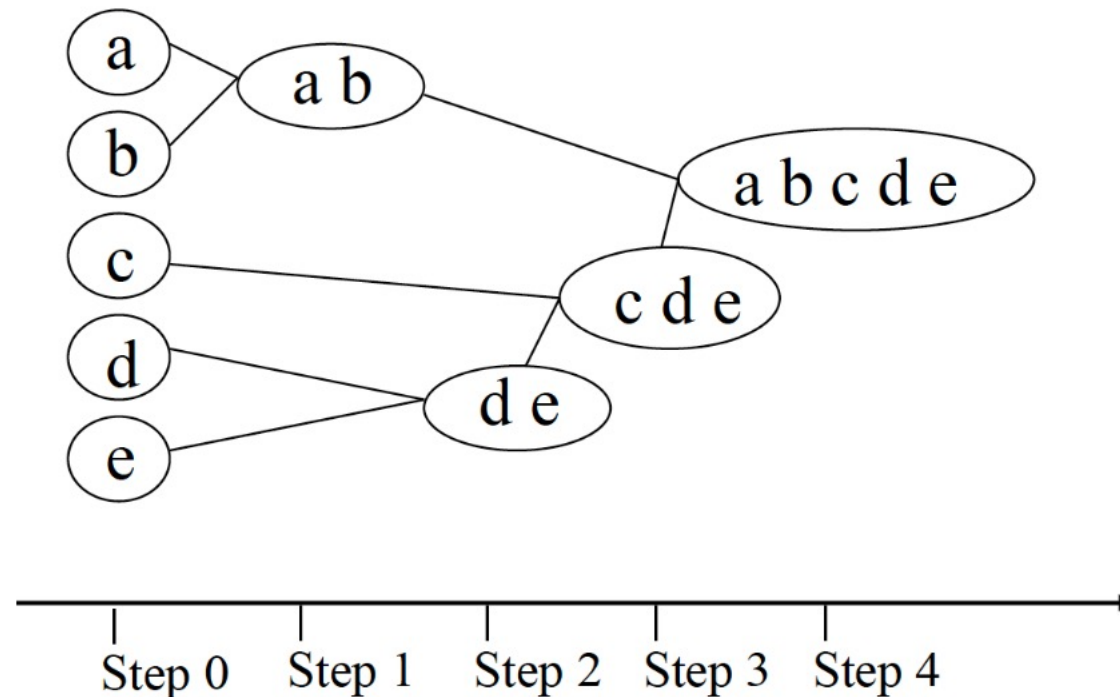 a
a b
b
a b c d e
c
c d e
d
d e
e
Step 0
Step 1
Step 2
Step 3
Step 4